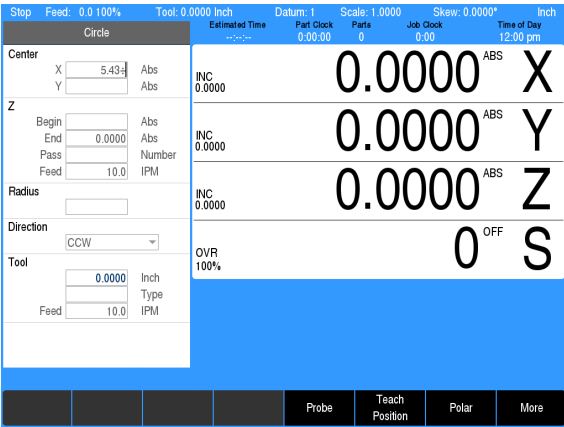 Stop Feed: 0.0 100% Tool: 0.0000 Inch Datum: 1 Scale: 1.0000 Skew: 0.0000° Inch
Circle
Estimated Time Part Clock Parts Job Clock Time of Day
--:--:-- 0:00:00 0 0:00 12:00 pm
Center
X 5.43÷ Abs
Y Abs
Z
Begin Abs
End 0.0000 Abs
Pass Number
Feed 10.0 IPM
Radius
Direction
CCW
Tool
0.0000 Inch
Type
Feed 10.0 IPM
INC
0.0000
0.0000 ABS X
INC
0.0000
0.0000 ABS Y
INC
0.0000
0.0000 ABS Z
OVR
100%
0 OFF S
Probe
Teach
Position
Polar
More